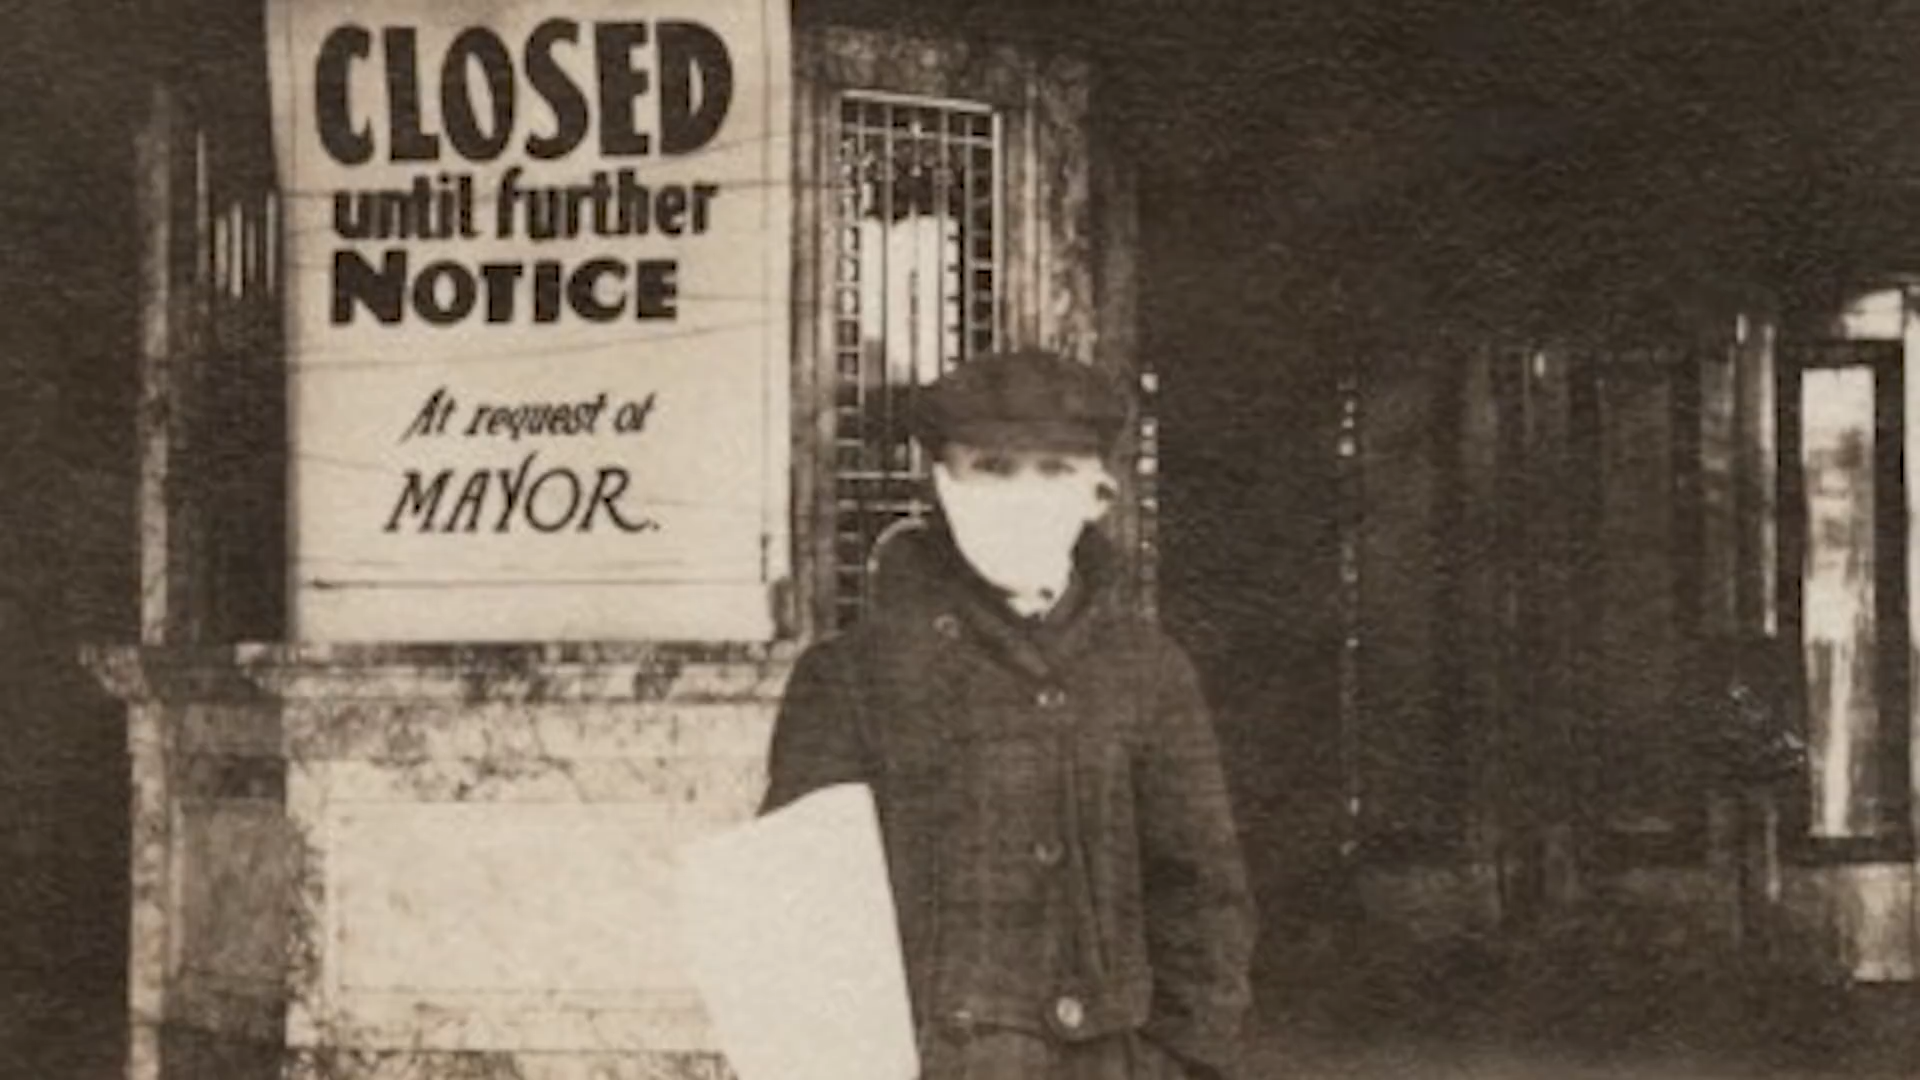 CLOSED
until further
NOTICE
At request of
MAYOR.